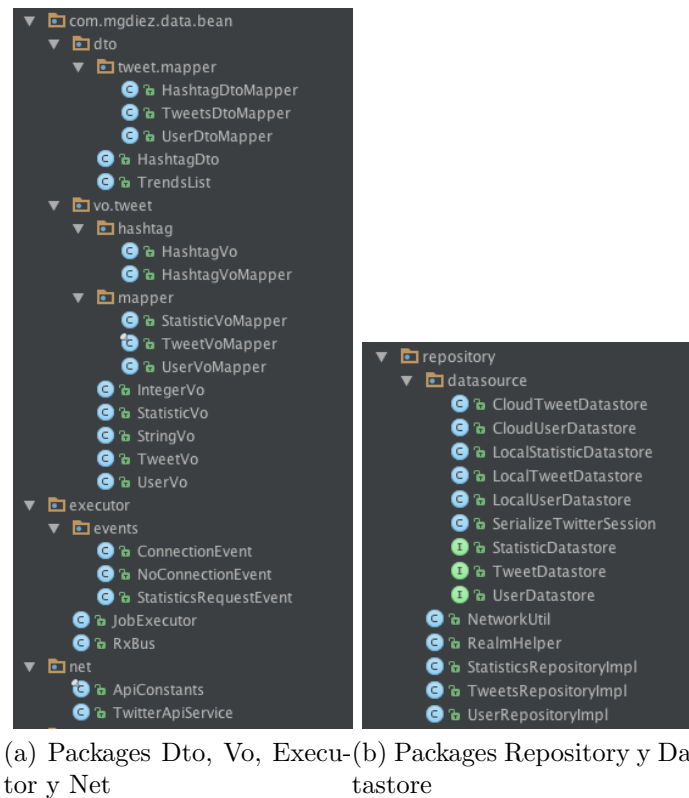 com.mgdiez.data.bean
dto
tweet.mapper
HashtagDtoMapper
TweetsDtoMapper
UserDtoMapper
HashtagDto
TrendsList
vo.tweet
hashtag
HashtagVo
HashtagVoMapper
mapper
StatisticVoMapper
TweetVoMapper
UserVoMapper
IntegerVo
StatisticVo
StringVo
TweetVo
UserVo
executor
events
ConnectionEvent
NoConnectionEvent
StatisticsRequestEvent
JobExecutor
RxBus
net
ApiConstants
TwitterApiService
(a) Packages Dto, Vo, Execu-
tor y Net
repository
datasource
CloudTweetDatastore
CloudUserDatastore
LocalStatisticDatastore
LocalTweetDatastore
LocalUserDatastore
SerializeTwitterSession
StatisticDatastore
TweetDatastore
UserDatastore
NetworkUtil
RealmHelper
StatisticsRepositoryImpl
TweetsRepositoryImpl
UserRepositoryImpl
(b) Packages Repository y Da
tastore